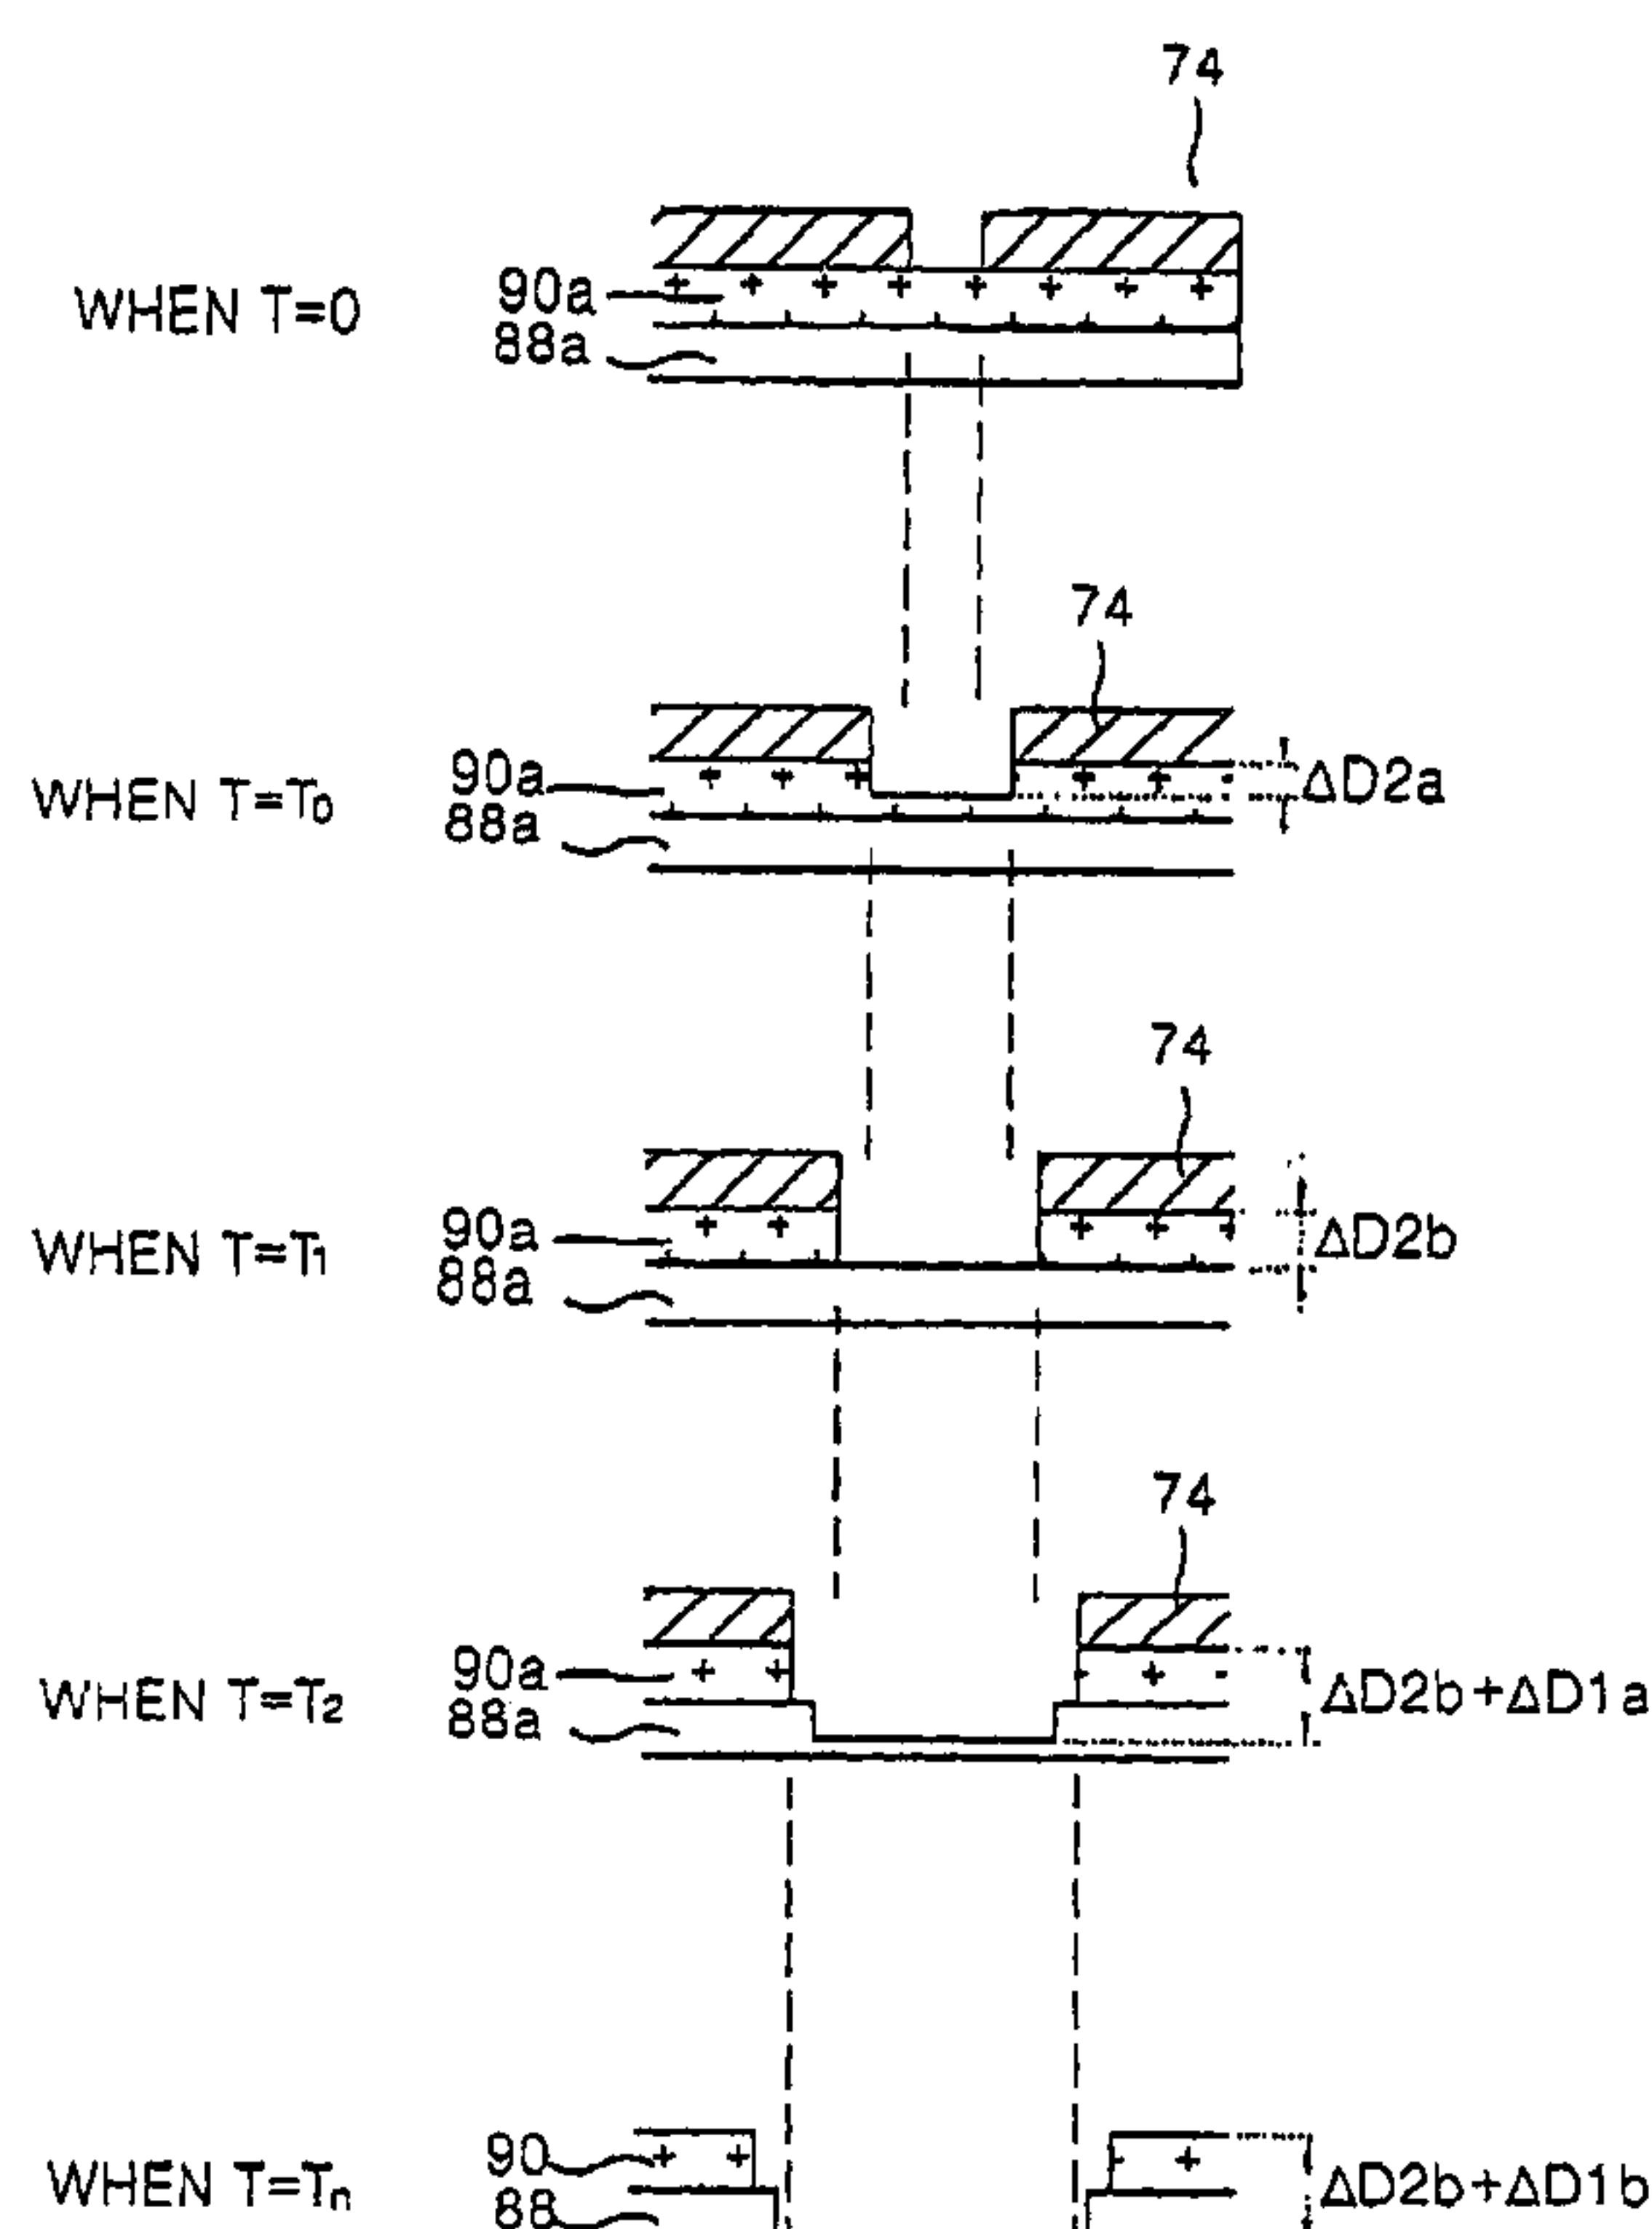 74
90a
WHEN T=0
88a
74
90a
ΔD2a
WHEN T=T₀
88a
74
90a
ΔD2b
WHEN T=T₁
88a
74
90a
ΔD2b+ΔD1a
WHEN T=T₂
88a
90
WHEN T=Tₙ
ΔD2b+ΔD1b
88